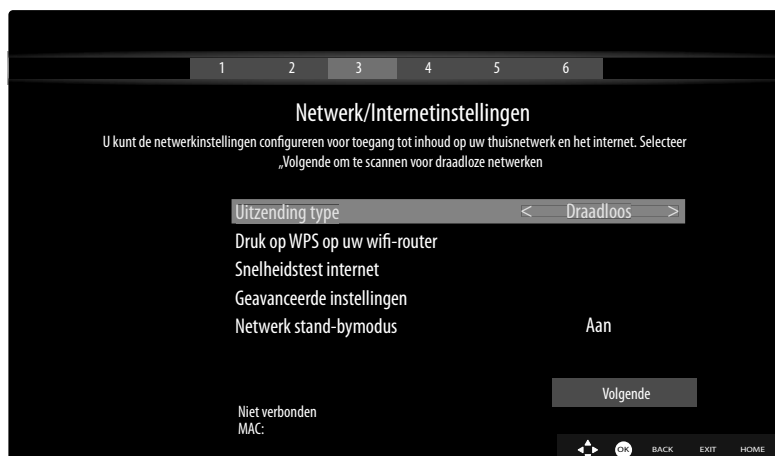 1 2 3 4 5 6
Netwerk/Internetinstellingen
U kunt de netwerkinstellingen configureren voor toegang tot inhoud op uw thuisnetwerk en het internet. Selecteer
„Volgende om te scannen voor draadloze netwerken
Uitzending type < Draadloos >
Druk op WPS op uw wifi-router
Snelheidstest internet
Geavanceerde instellingen
Netwerk stand-bymodus Aan
Volgende
Niet verbonden
MAC:
OK BACK EXIT HOME